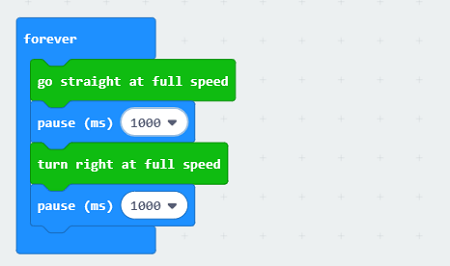 forever
go straight at full speed
pause (ms) 1000
turn right at full speed
pause (ms) 1000